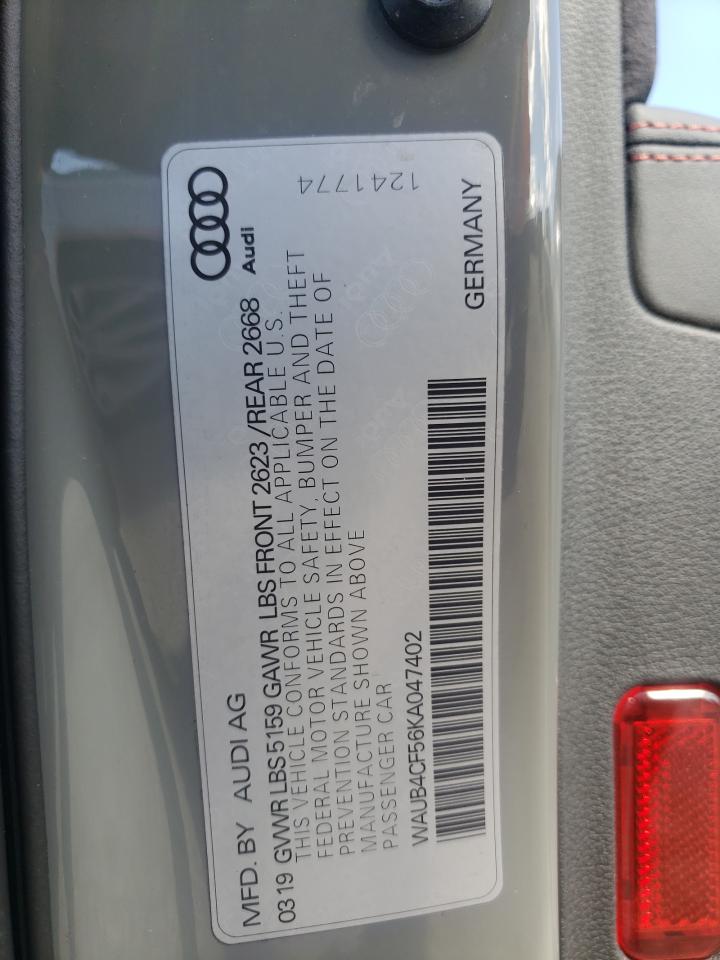 MFD. BY AUDI AG
Audi
0319 GVWR LBS 5159 GAWR LBS FRONT 2623 /REAR 2668
THIS VEHICLE CONFORMS TO ALL APPLICABLE U.S.
FEDERAL MOTOR VEHICLE SAFETY, BUMPER AND THEFT
PREVENTION STANDARDS IN EFFECT ON THE DATE OF
MANUFACTURE SHOWN ABOVE
PASSENGER CAR
1241774
WAUB4CF56KA047402
GERMANY